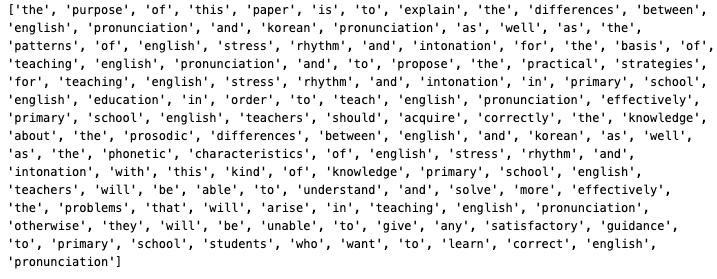 ['the', 'purpose', 'of', 'this', 'paper', 'is', 'to', 'explain', 'the', 'differences', 'between',
'english', 'pronunciation', 'and', 'korean', 'pronunciation', 'as', 'well', 'as', 'the',
'patterns', 'of', 'english', 'stress', 'rhythm', 'and', 'intonation', 'for', 'the', 'basis', 'of',
'teaching', 'english', 'pronunciation', 'and', 'to', 'propose', 'the', 'practical', 'strategies',
'for', 'teaching', 'english', 'stress', 'rhythm', 'and', 'intonation', 'in', 'primary', 'school',
'english', 'education', 'in', 'order', 'to', 'teach', 'english', 'pronunciation', 'effectively',
'primary', 'school', 'english', 'teachers', 'should', 'acquire', 'correctly', 'the', 'knowledge',
'about', 'the', 'prosodic', 'differences', 'between', 'english', 'and', 'korean', 'as', 'well',
'as', 'the', 'phonetic', 'characteristics', 'of', 'english', 'stress', 'rhythm', 'and',
'intonation', 'with', 'this', 'kind', 'of', 'knowledge', 'primary', 'school', 'english',
'teachers', 'will', 'be', 'able', 'to', 'understand', 'and', 'solve', 'more', 'effectively',
'the', 'problems', 'that', 'will', 'arise', 'in', 'teaching', 'english', 'pronunciation',
'otherwise', 'they', 'will', 'be', 'unable', 'to', 'give', 'any', 'satisfactory', 'guidance',
'to', 'primary', 'school', 'students', 'who', 'want', 'to', 'learn', 'correct', 'english',
'pronunciation']